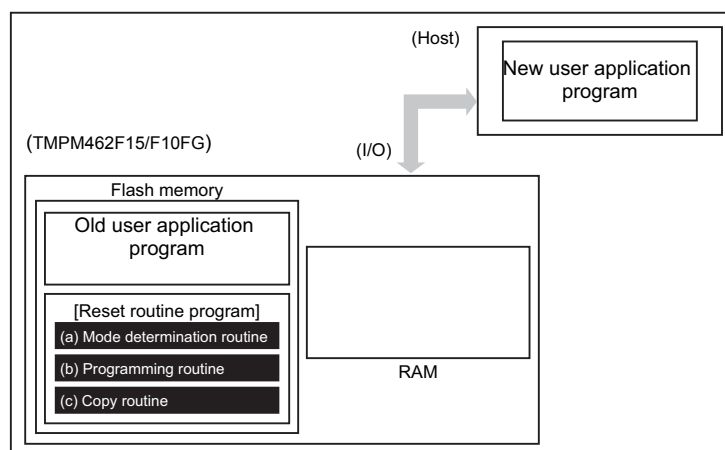 (Host)
New user application
program
(TMPM462F15/F10FG)
(I/O)
Flash memory
Old user application
program
[Reset routine program]
(a) Mode determination routine
(b) Programming routine
(c) Copy routine
RAM